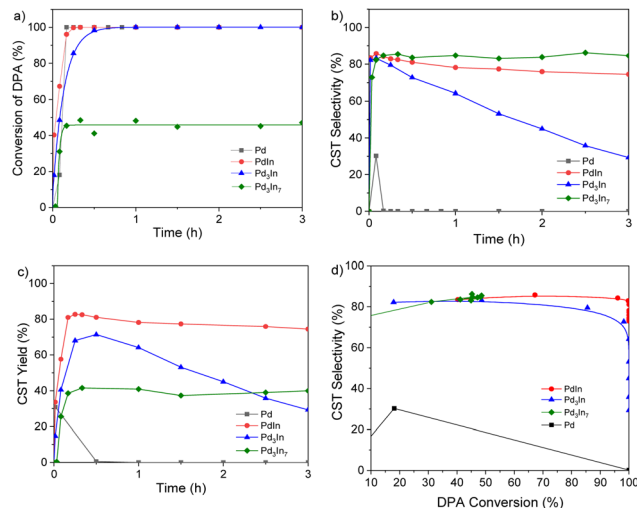 a)
Conversion of DPA (%)
100
80
60
40
20
0
Pd
PdIn
Pd₃In
Pd₃In₇
0
1
2
3
Time (h)
b)
CST Selectivity (%)
100
80
60
40
20
0
Pd
PdIn
Pd₃In
Pd₃In₇
0
1
2
3
Time (h)
c)
CST Yield (%)
100
80
60
40
20
0
Pd
PdIn
Pd₃In
Pd₃In₇
0
1
2
3
Time (h)
d)
CST Selectivity (%)
100
80
60
40
20
0
PdIn
Pd₃In
Pd₃In₇
Pd
10
20
30
40
50
60
70
80
90
100
DPA Conversion (%)